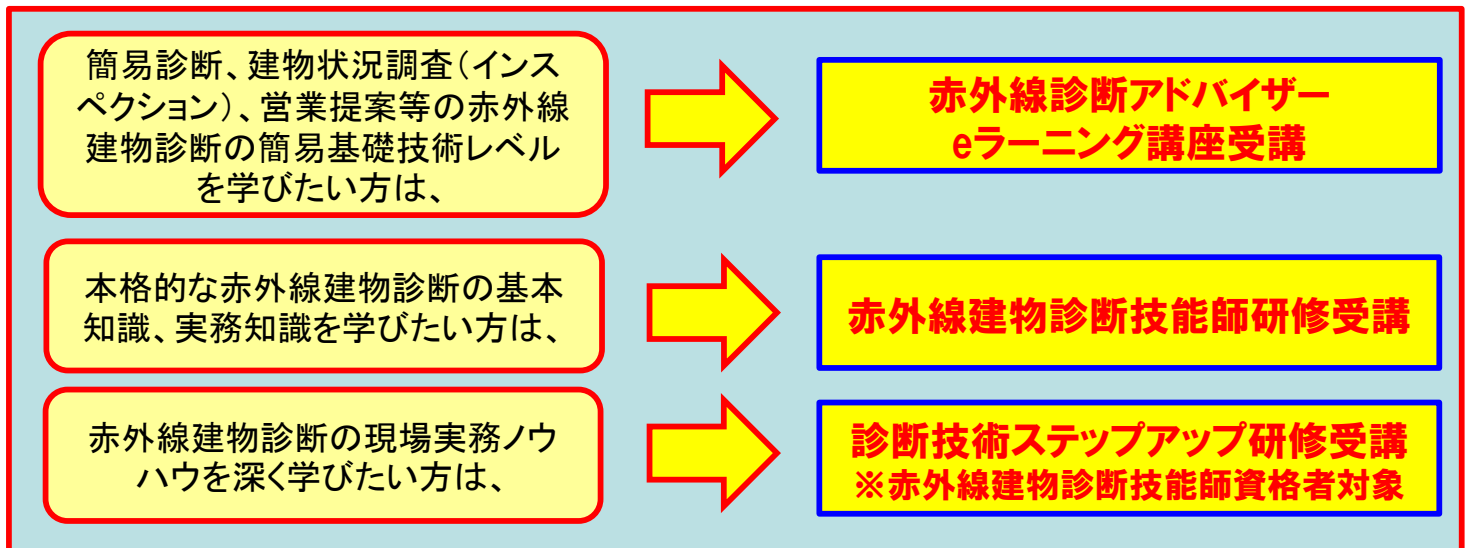 簡易診断、建物状況調査(インス
ペクション)、営業提案等の赤外線
建物診断の簡易基礎技術レベル
を学びたい方は、
赤外線診断アドバイザー
eラーニング講座受講
本格的な赤外線建物診断の基本
知識、実務知識を学びたい方は、
赤外線建物診断技能師研修受講
赤外線建物診断の現場実務ノウ
ハウを深く学びたい方は、
診断技術ステップアップ研修受講
※赤外線建物診断技能師資格者対象